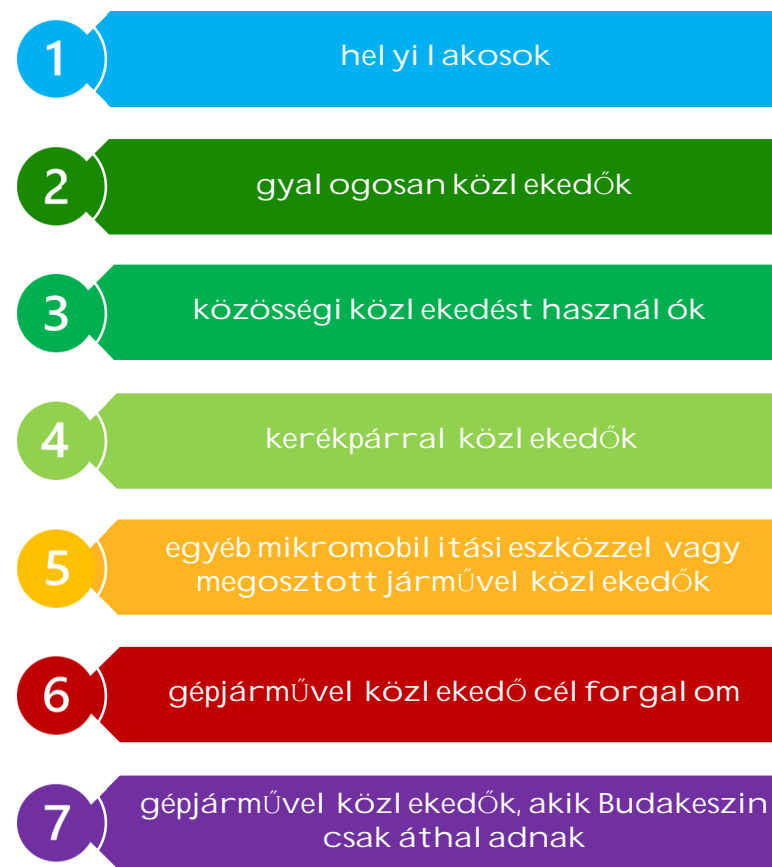 1
helyi lakosok
2
gyalogosan közlekedők
3
közösségi közlekedést használók
4
kerékpárral közlekedők
5
egyéb mikromobilitási eszközzel vagy
megosztott járművel közlekedők
6
gépjárművel közlekedő célforgalom
7
gépjárművel közlekedők, akik Budakeszin
csak áthaladnak